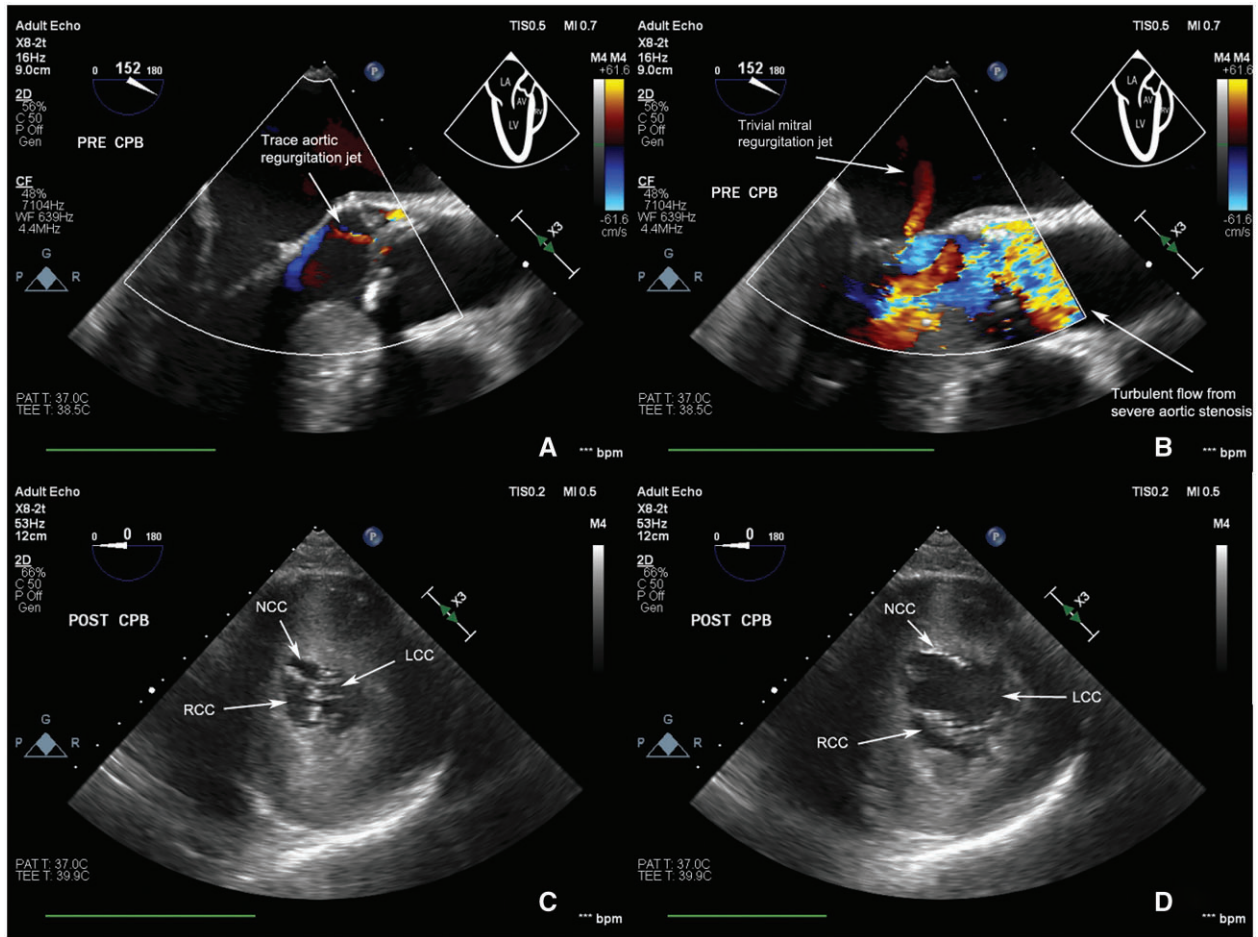 Adult Echo
X8-2t
16Hz
9.0cm
2D
56%
C 50
P Off
Gen
CF
48%
7104Hz
WF 639Hz
4.4MHz
0 152 180
PRE CPB
TIS0.5 MI 0.7
M4 M4
+61.6
-61.6
cm/s
P
LA
AV
RV
LV
Trace aortic
regurgitation jet
X3
G
P R
PAT T: 37.0C
TEE T: 38.5C
A
*** bpm
Adult Echo
X8-2t
16Hz
9.0cm
2D
56%
C 50
P Off
Gen
CF
48%
7104Hz
WF 639Hz
4.4MHz
0 152 180
PRE CPB
TIS0.5 MI 0.7
M4 M4
+61.6
-61.6
cm/s
P
LA
AV
RV
LV
Trivial mitral
regurgitation jet
X3
G
P R
Turbulent flow from
severe aortic stenosis
PAT T: 37.0C
TEE T: 38.5C
B
*** bpm
Adult Echo
X8-2t
53Hz
12cm
2D
66%
C 50
P Off
Gen
0 0 180
POST CPB
TIS0.2 MI 0.5
M4
P
X3
NCC
LCC
RCC
G
P R
PAT T: 37.0C
TEE T: 39.9C
C
*** bpm
Adult Echo
X8-2t
53Hz
12cm
2D
66%
C 50
P Off
Gen
0 0 180
POST CPB
TIS0.2 MI 0.5
M4
P
X3
NCC
LCC
RCC
G
P R
PAT T: 37.0C
TEE T: 39.9C
D
*** bpm